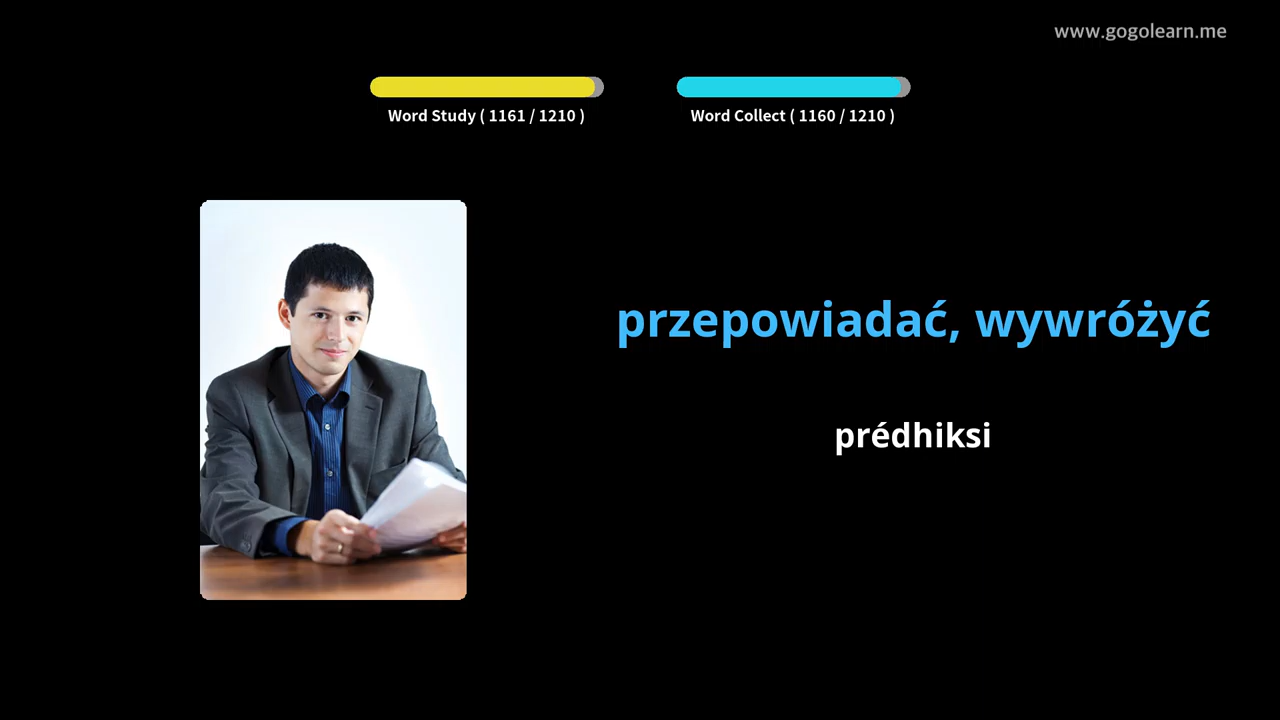 www.gogolearn.me
Word Study ( 1161 / 1210 )
Word Collect ( 1160 / 1210 )
przepowiadać, wywróżyć
prédhiksi